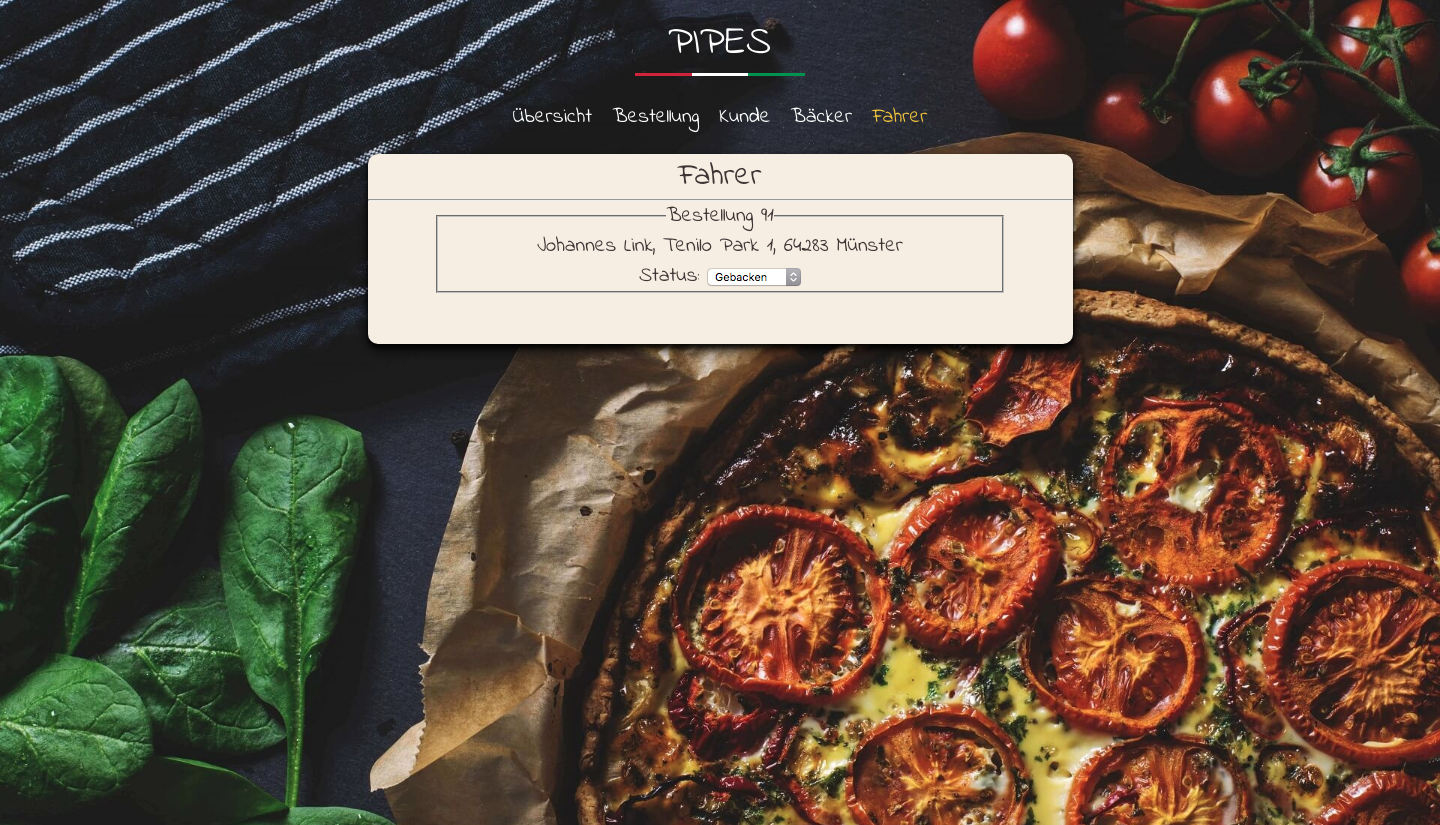 PIPES
Übersicht Bestellung Kunde Bäcker Fahrer
Fahrer
Bestellung 91
Johannes Link, Tenilo Park 1, 64283 Münster
Status: Gebacken